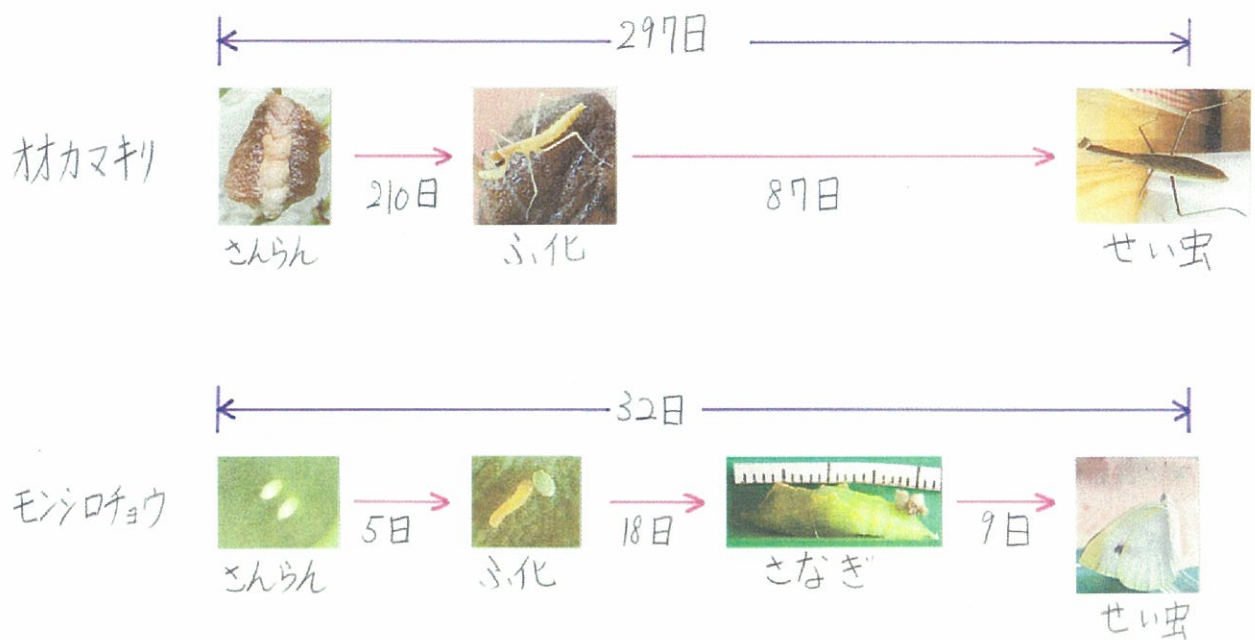 297日
オオカマキリ
210日
87日
さんらん
ふ化
せい虫
32日
モンシロチョウ
5日
18日
9日
さんらん
ふ化
さなぎ
せい虫